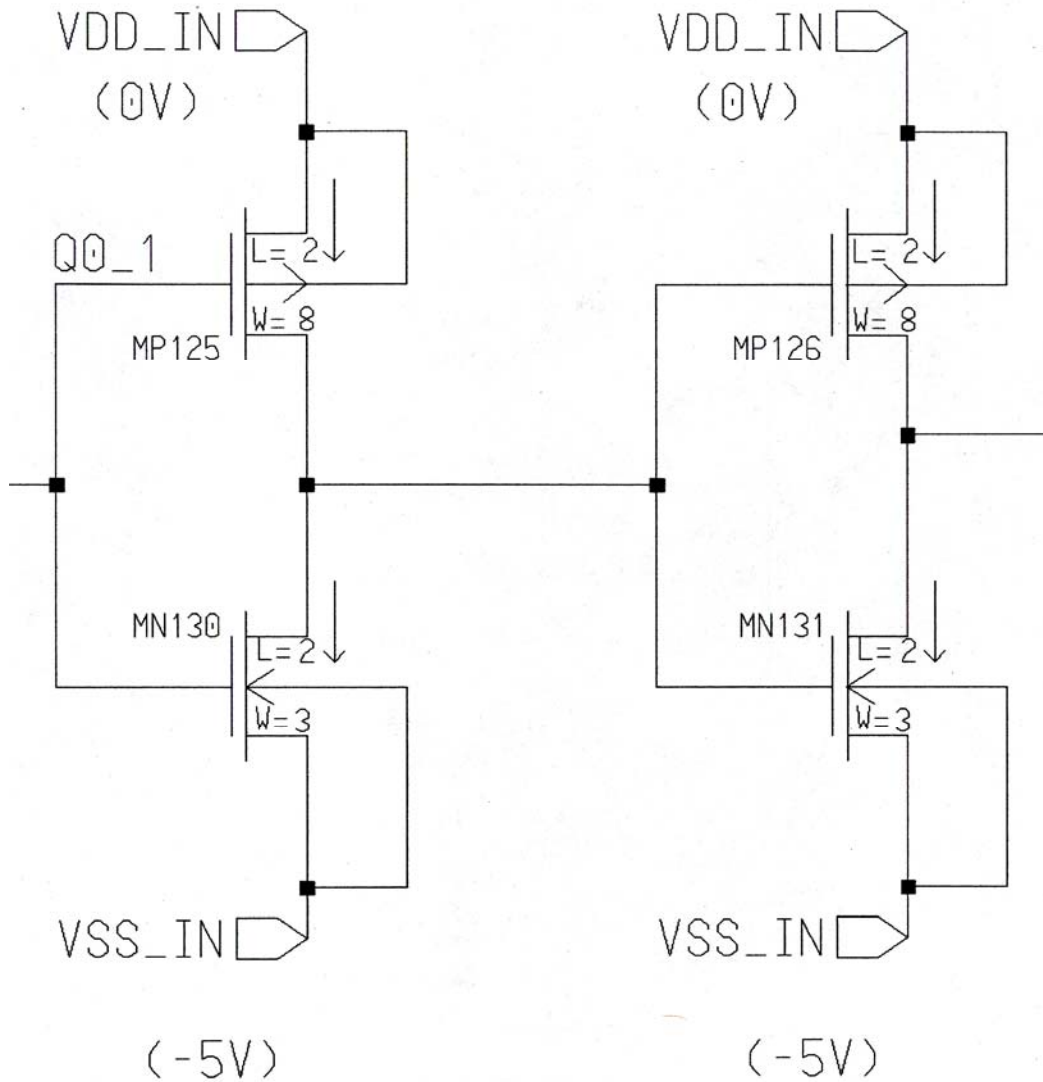 VDD_IN
(0V)
Q0_1
L= 2
W= 8
MP125
MN130
L=2
W=3
VSS_IN
(-5V)
VDD_IN
(0V)
L= 2
W= 8
MP126
MN131
L=2
W=3
VSS_IN
(-5V)